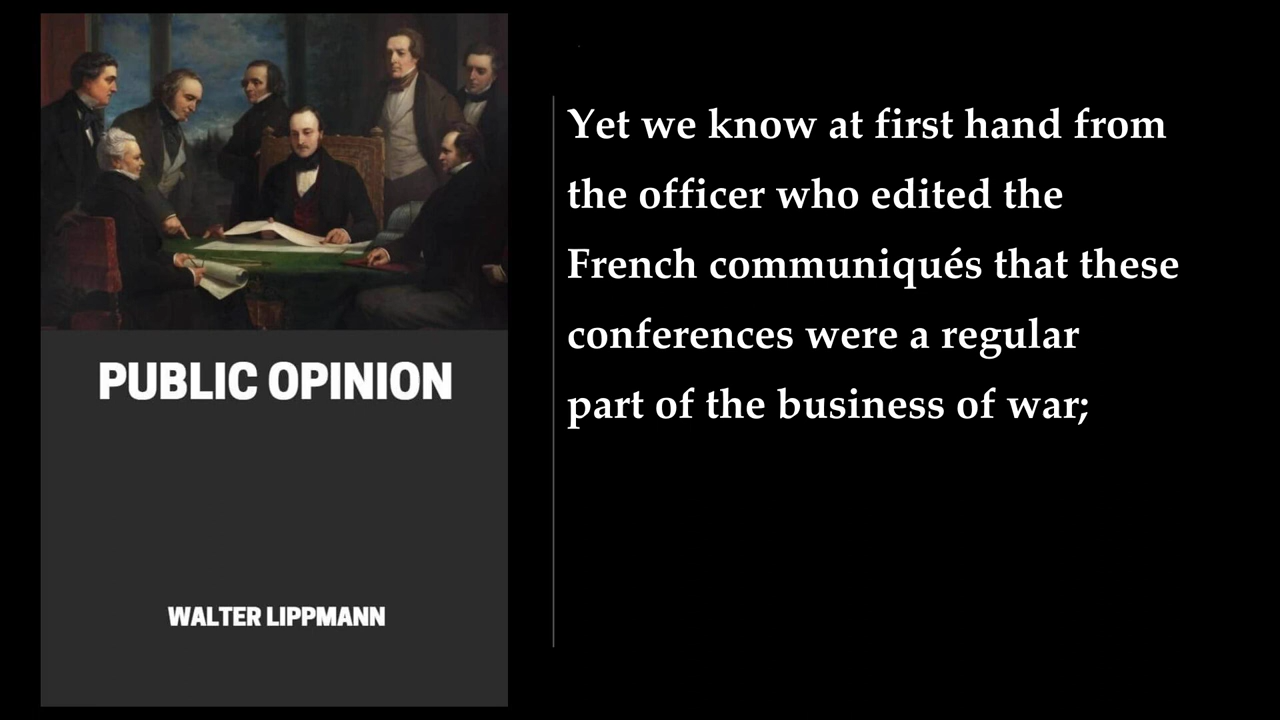 PUBLIC OPINION
WALTER LIPPMANN
Yet we know at first hand from
the officer who edited the
French communiqués that these
conferences were a regular
part of the business of war;